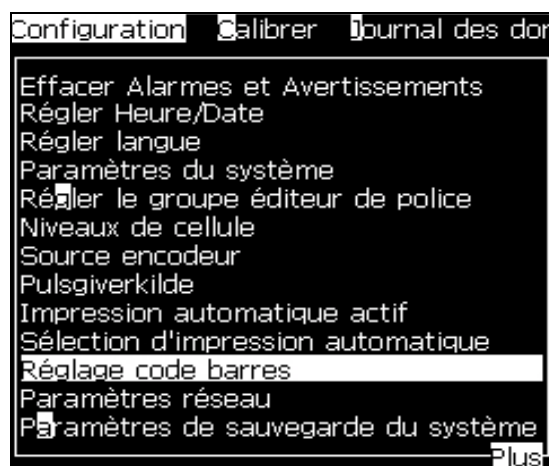 Configuration Calibrer Journal des dor
Effacer Alarmes et Avertissements
Régler Heure/Date
Régler langue
Paramètres du système
Régler le groupe éditeur de police
Niveaux de cellule
Source encodeur
Pulsgiverkilde
Impression automatique actif
Sélection d'impression automatique
Réglage code barres
Paramètres réseau
Paramètres de sauvegarde du système
Plus